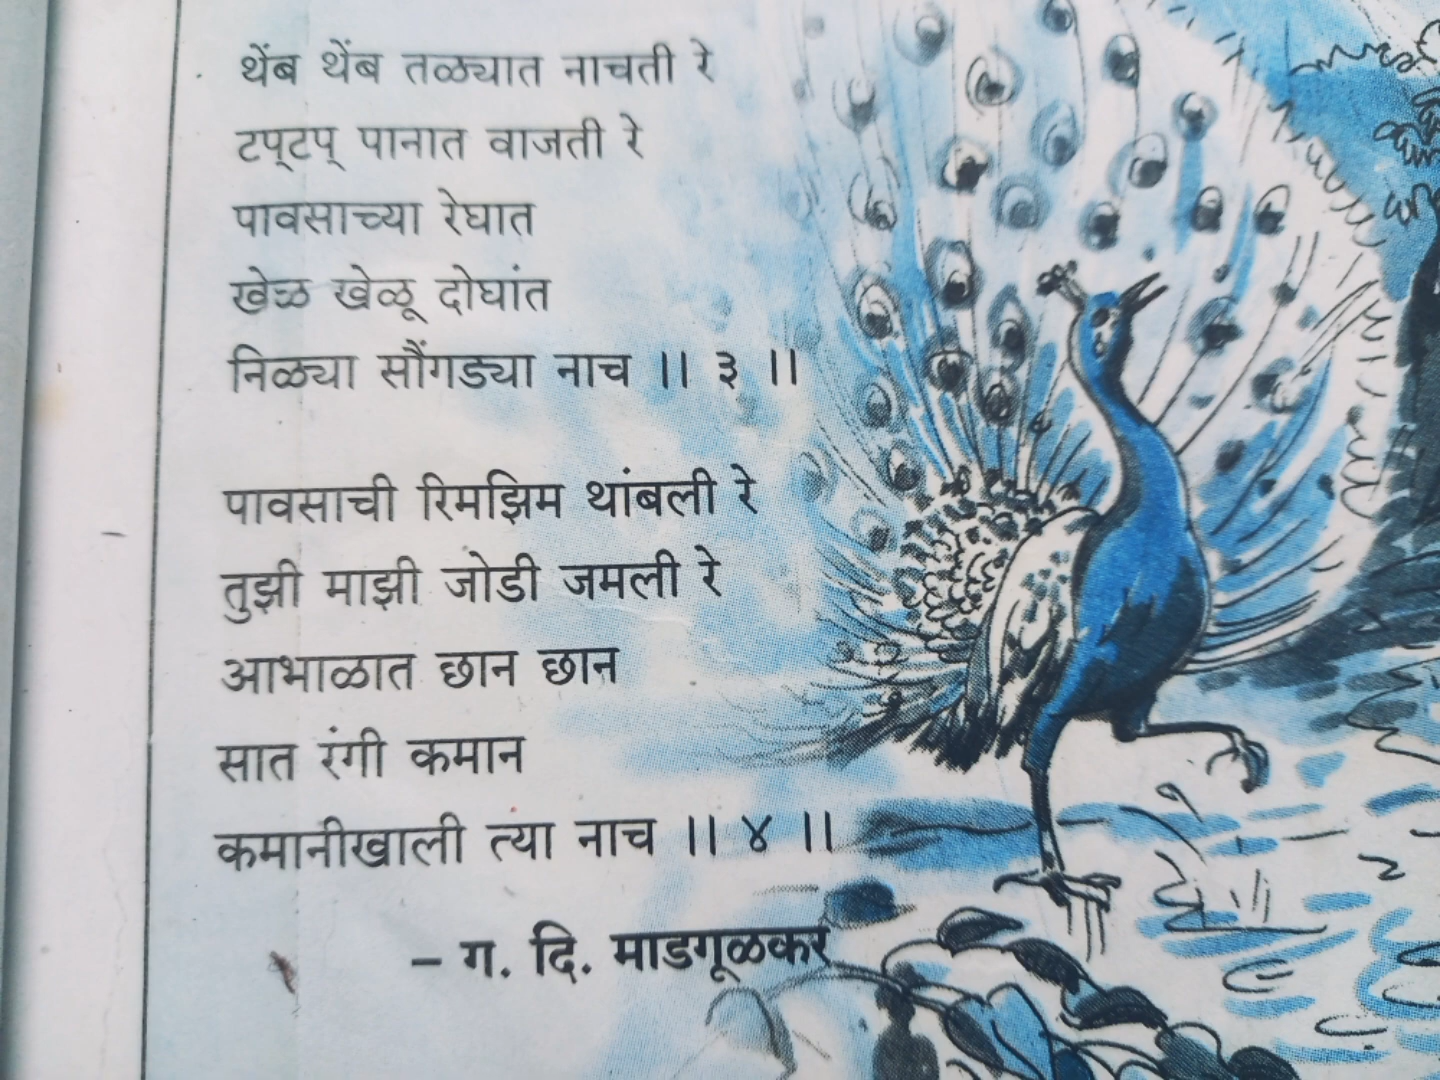 थेंब थेंब तळ्यात नाचती रे
टप्‌टप् पानात वाजती रे
पावसाच्या रेघात
खेळ खेळू दोघांत
निळ्या सौंगड्या नाच ।। ३ ।।
पावसाची रिमझिम थांबली रे
तुझी माझी जोडी जमली रे
आभाळात छान छान
सात रंगी कमान
कमानीखाली त्या नाच ।। ४ ।।
– ग. दि. माडगूळकर